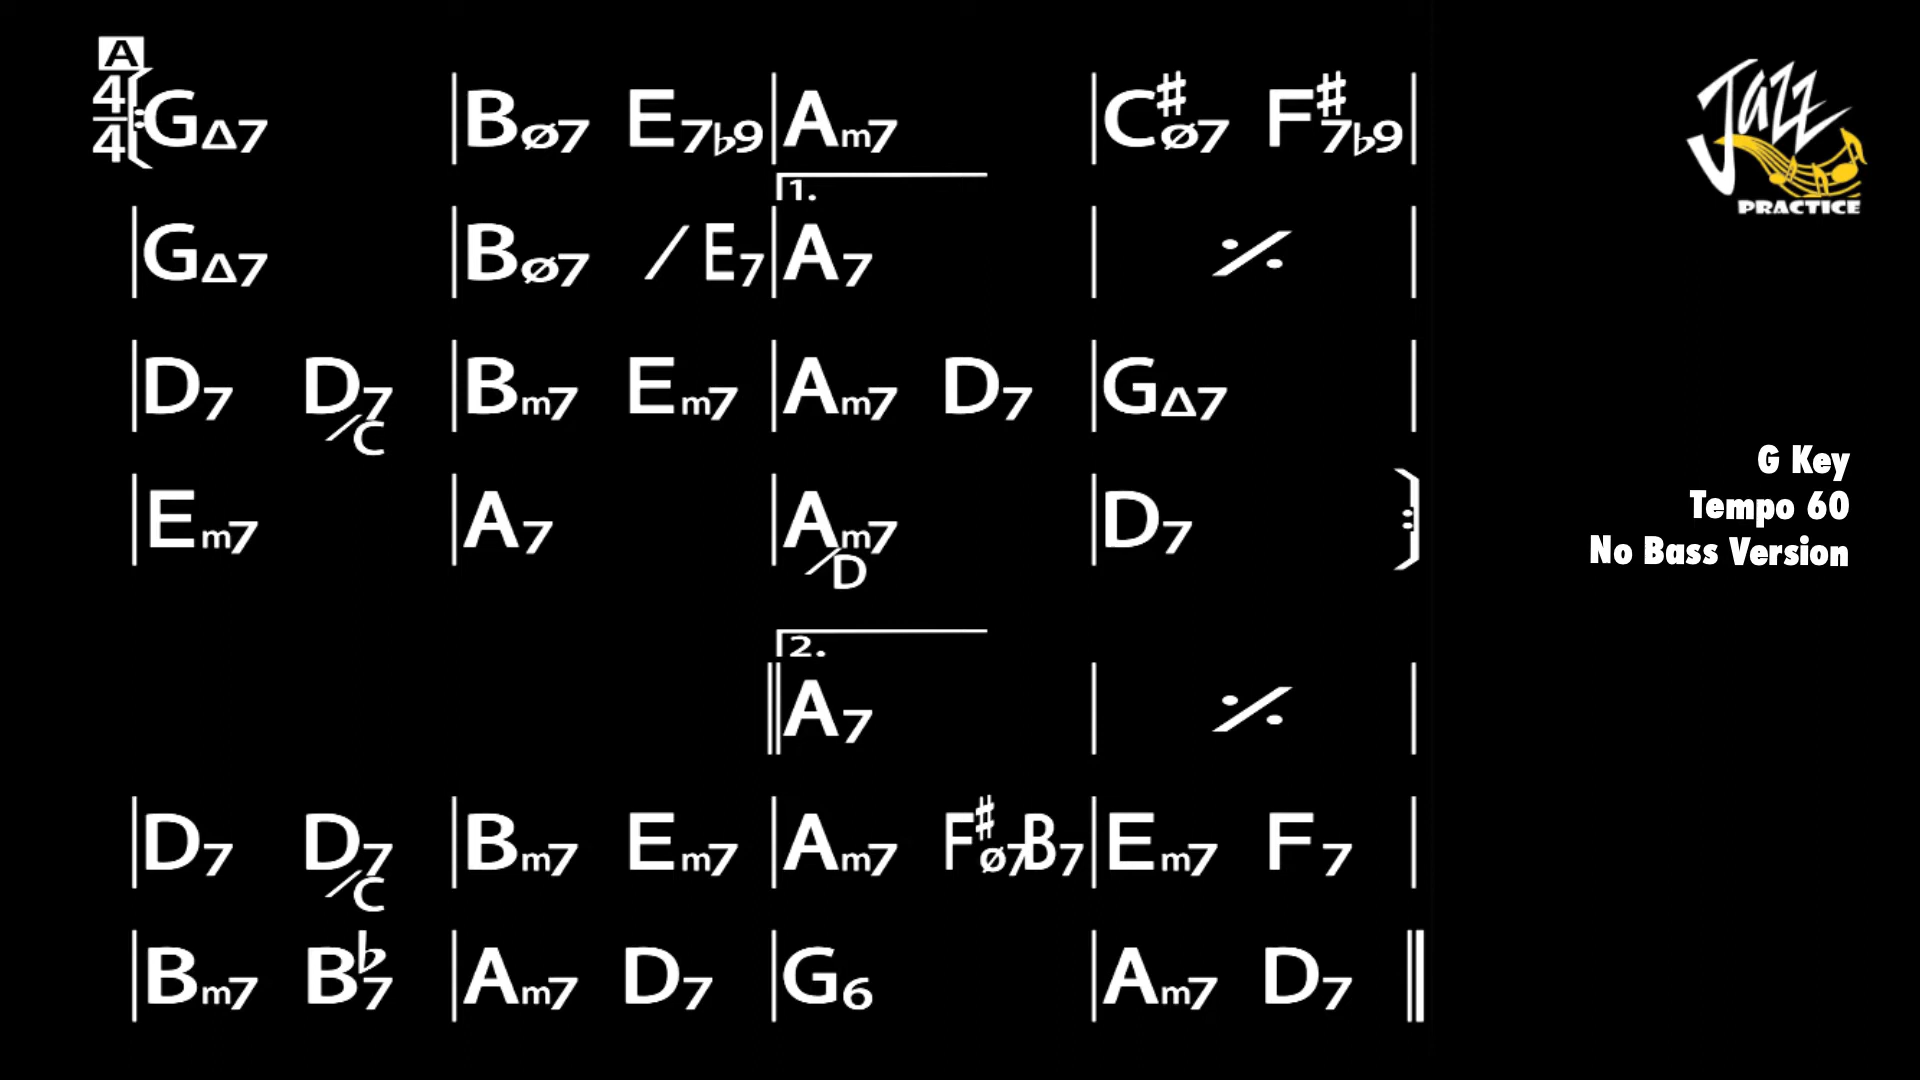 A
4/4 GΔ7 | Bø7 E7♭9 | Am7 | C♯ø7 F♯7♭9 |
1.
| GΔ7 | Bø7 / E7 | A7 | 𝄎 |
| D7 D7/C | Bm7 Em7 | Am7 D7 | GΔ7 |
| Em7 | A7 | Am7/D | D7
2.
|| A7 | 𝄎 |
| D7 D7/C | Bm7 Em7 | Am7 F♯ø7 B7 | Em7 F7 |
| Bm7 B♭7 | Am7 D7 | G6 | Am7 D7 ||
Jazz
PRACTICE
G Key
Tempo 60
No Bass Version